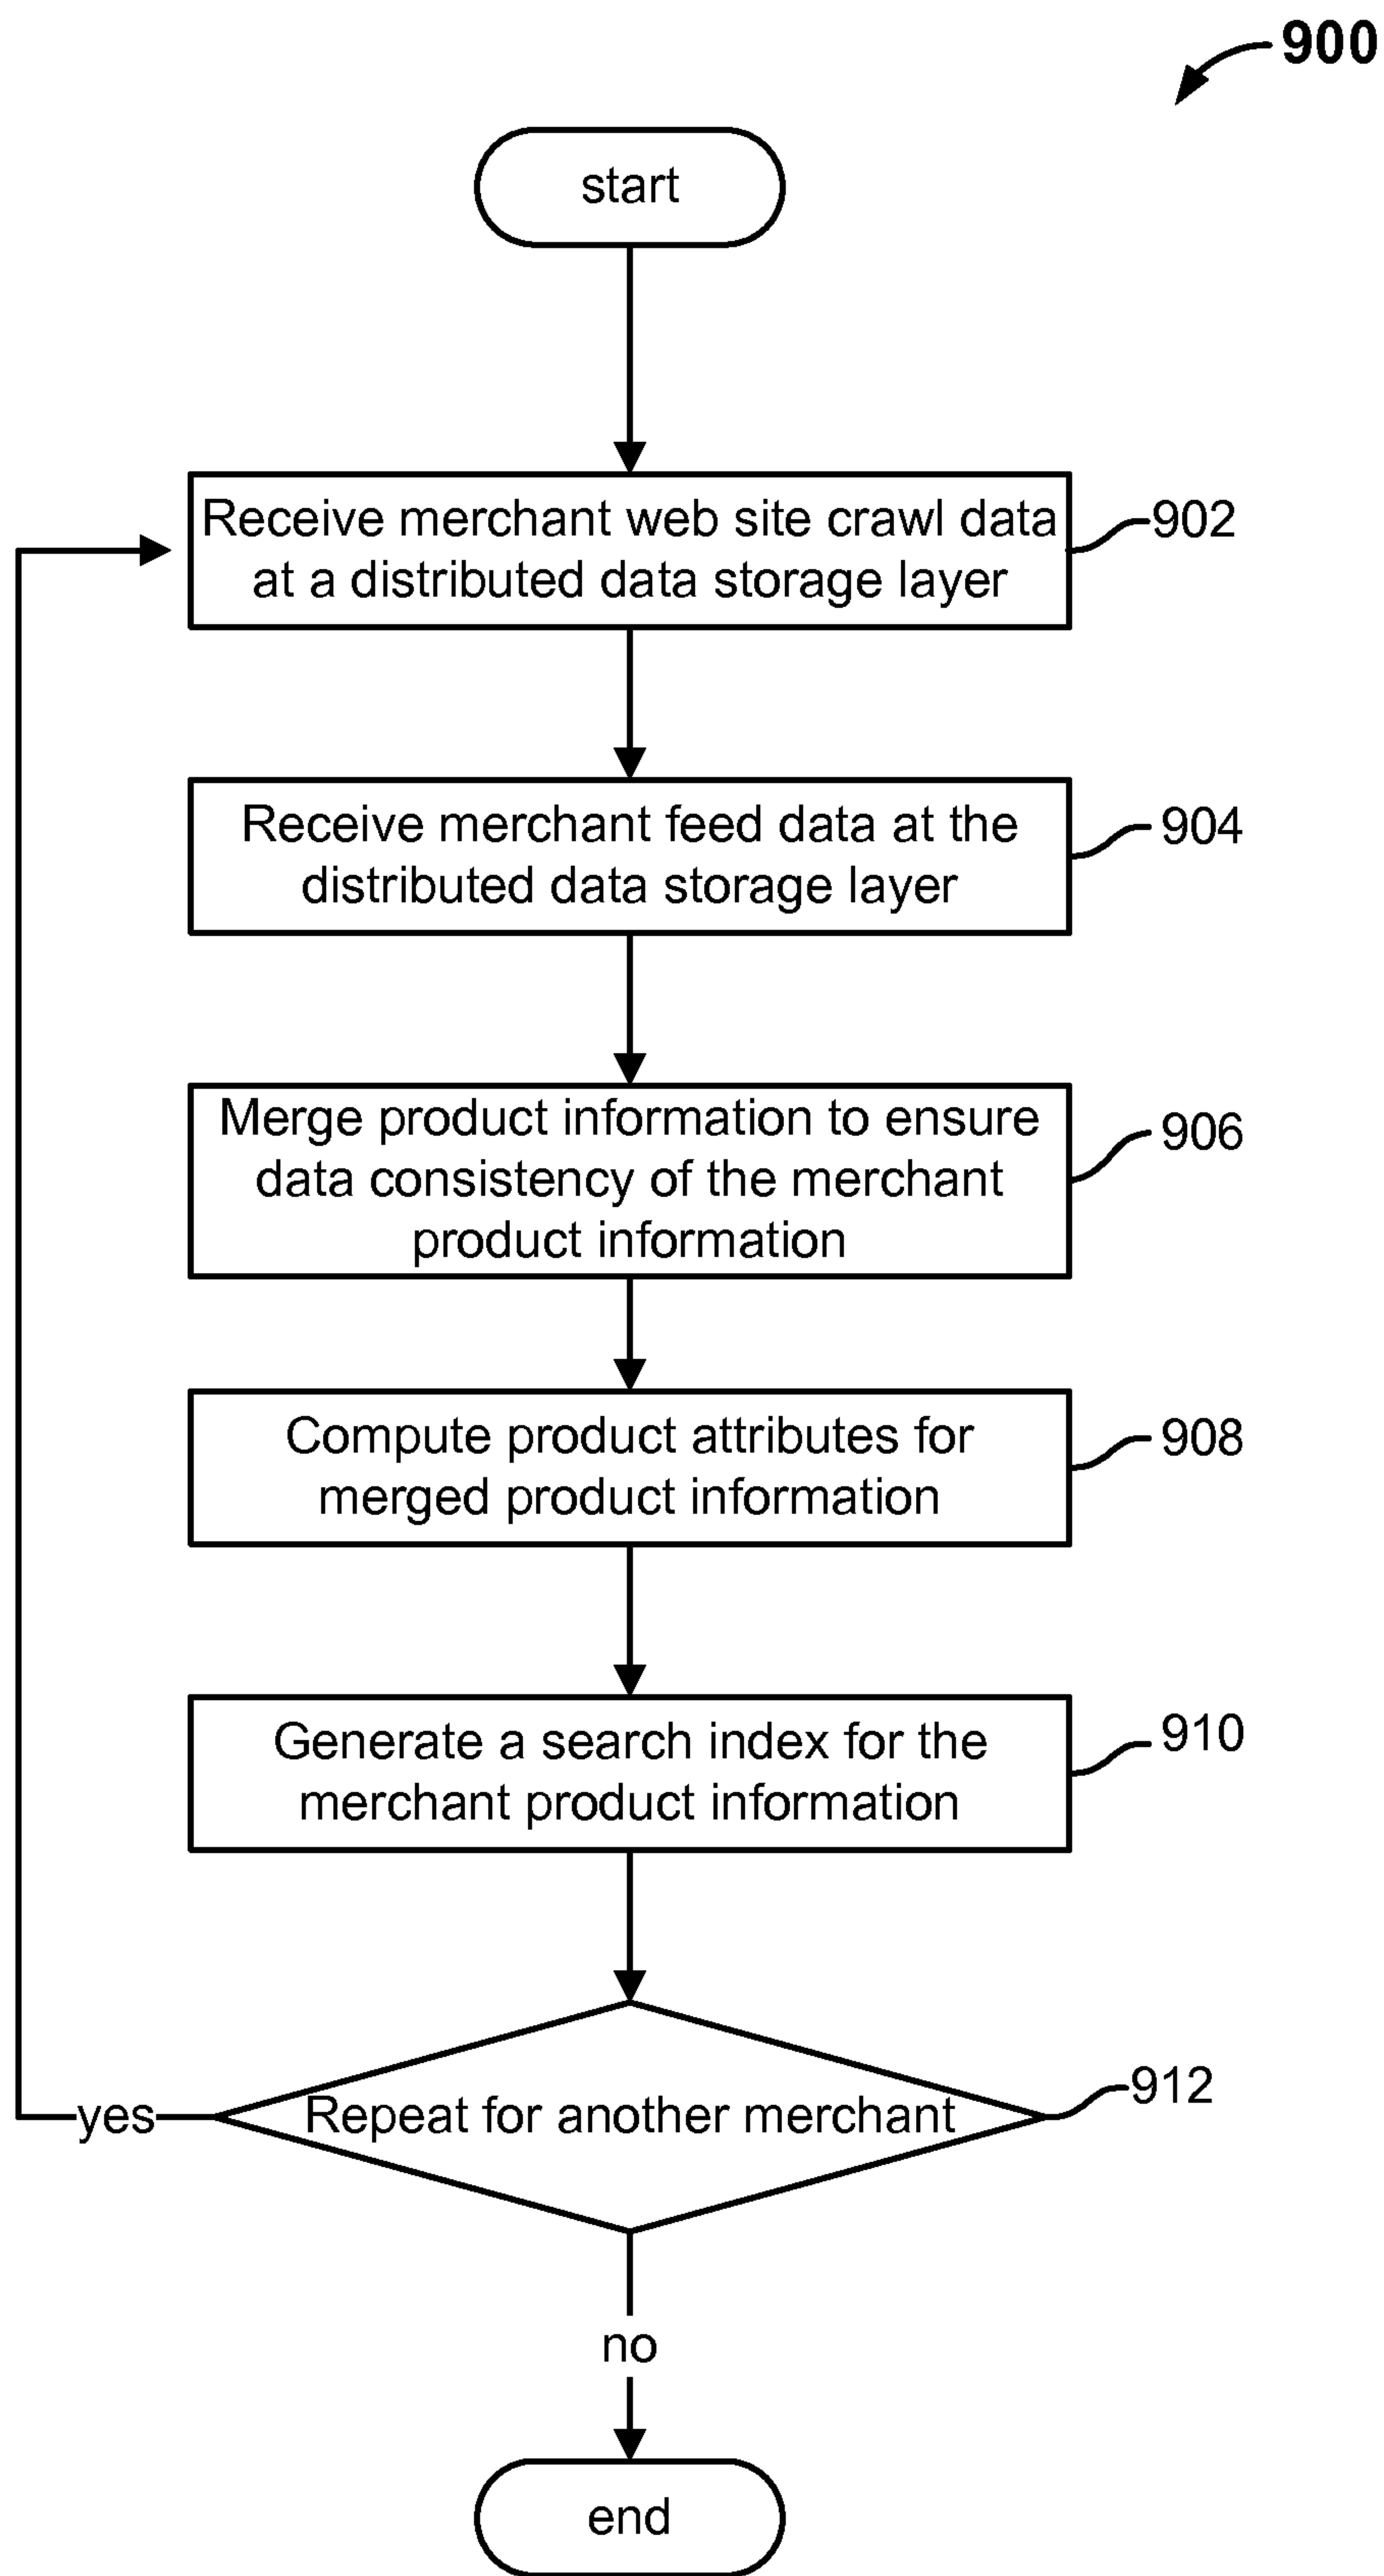 900
start
Receive merchant web site crawl data
at a distributed data storage layer
902
Receive merchant feed data at the
distributed data storage layer
904
Merge product information to ensure
data consistency of the merchant
product information
906
Compute product attributes for
merged product information
908
Generate a search index for the
merchant product information
910
Repeat for another merchant
912
yes
no
end